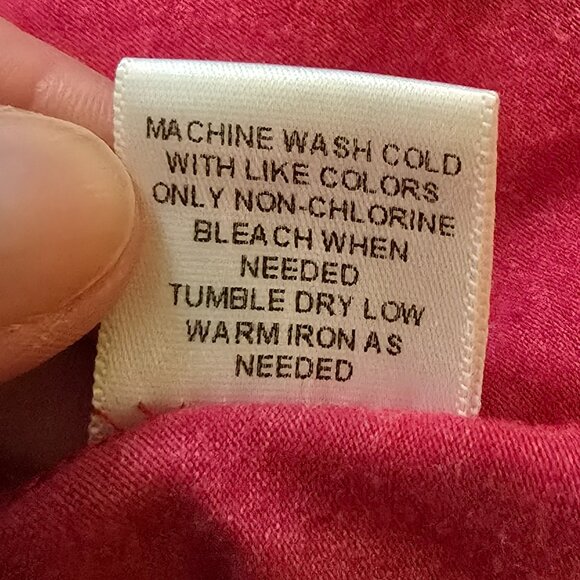 MACHINE WASH COLD
WITH LIKE COLORS
ONLY NON-CHLORINE
BLEACH WHEN
NEEDED
TUMBLE DRY LOW
WARM IRON AS
NEEDED